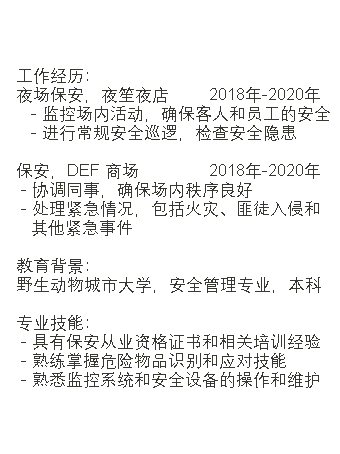 工作经历：
夜场保安，夜笙夜店 2018年-2020年
- 监控场内活动，确保客人和员工的安全
- 进行常规安全巡逻，检查安全隐患
保安，DEF 商场 2018年-2020年
- 协调同事，确保场内秩序良好
- 处理紧急情况，包括火灾、匪徒入侵和
其他紧急事件
教育背景：
野生动物城市大学，安全管理专业，本科
专业技能：
- 具有保安从业资格证书和相关培训经验
- 熟练掌握危险物品识别和应对技能
- 熟悉监控系统和安全设备的操作和维护